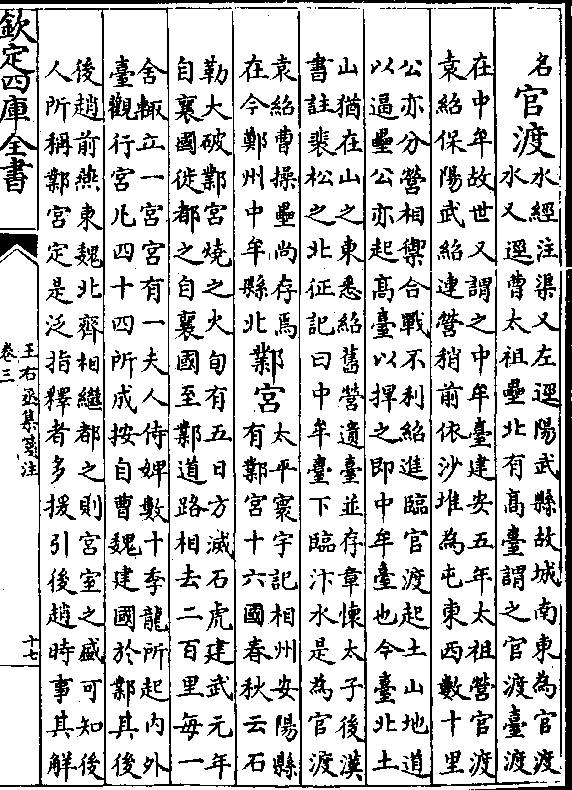 名
官渡
水經注渠又左逕陽武縣故城南東為官渡
水又逕曹太祖壘北有高臺謂之官渡臺渡
在中牟故世又謂之中牟臺建安五年太祖營官渡
袁紹保陽武紹連營稍前依沙堆為屯東西數十里
公亦分營相禦合戰不利紹進臨官渡起土山地道
以逼壘公亦起高臺以捍之即中牟臺也今臺北土
山猶在山之東悉紹舊營遺臺並存章懷太子後漢
書註裴松之北征記曰中牟臺下臨汴水是為官渡
袁紹曹操壘尚存焉
在今鄭州中牟縣北
鄴宮
太平寰宇記相州安陽縣
有鄴宮十六國春秋云石
勒大破鄴宮燒之火旬有五日方滅石虎建武元年
自襄國徙都之自襄國至鄴道路相去二百里每一
舍輙立一宮宮有一夫人侍婢數十季龍所起內外
臺觀行宮凡四十四所成按自曹魏建國於鄴其後
後趙前燕東魏北齊相繼都之則宮室之盛可知後
人所稱鄴宮定是泛指釋者多援引後趙時事其解
欽定四庫全書
王右丞集箋注
卷三
十七